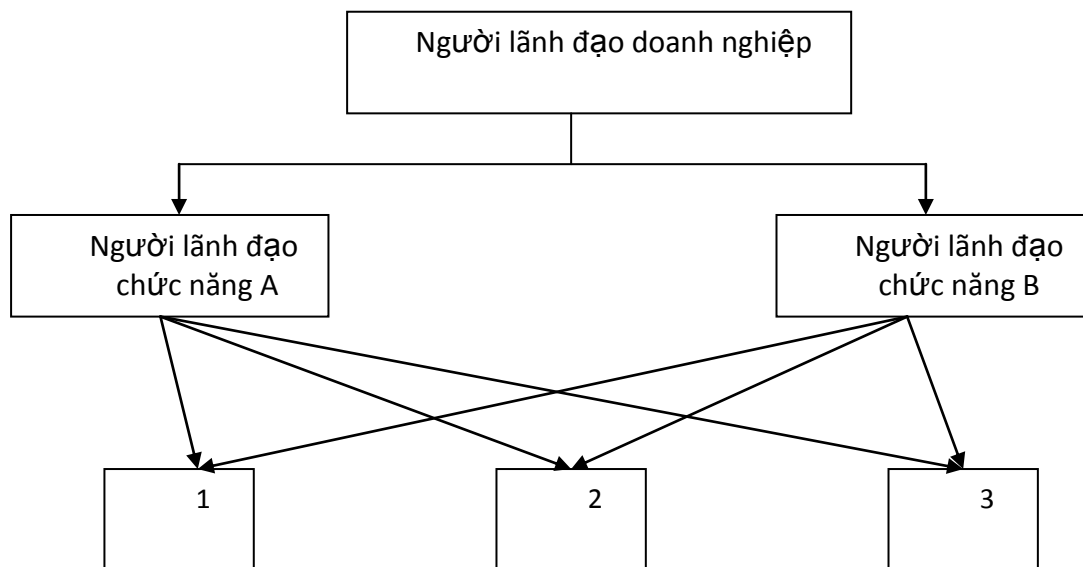 Người lãnh đạo doanh nghiệp
Người lãnh đạo
chức năng A
Người lãnh đạo
chức năng B
1
2
3